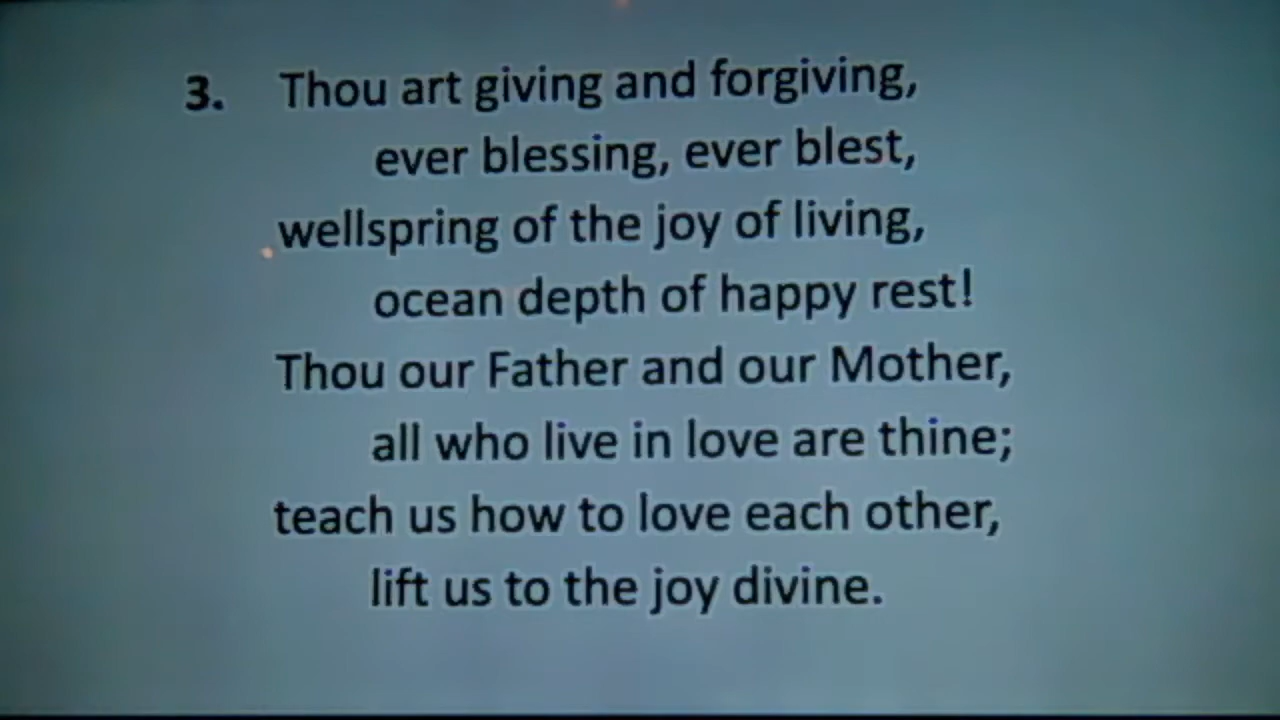 3. Thou art giving and forgiving,
ever blessing, ever blest,
wellspring of the joy of living,
ocean depth of happy rest!
Thou our Father and our Mother,
all who live in love are thine;
teach us how to love each other,
lift us to the joy divine.